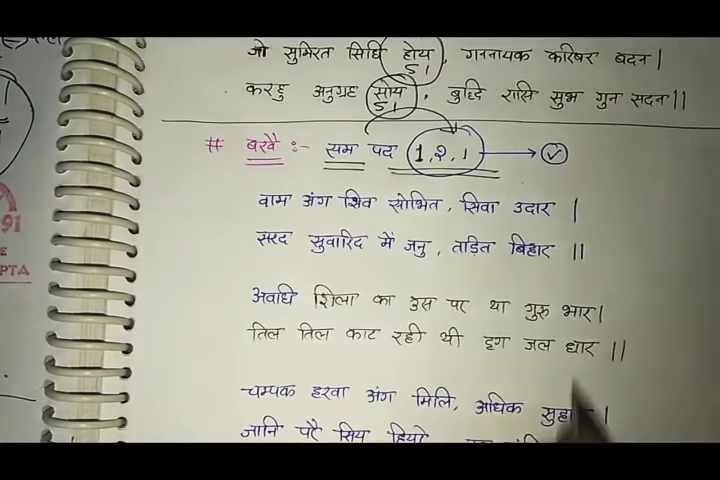 जो सुमिरत सिधि होय, गननायक करिबर बदन।
ऽ ।
करहु अनुग्रह सोय, बुद्धि रासि सुभ गुन सदन।।
ऽ ।
# बरवै :- सम पद 1,2,1
वाम अंग शिव सोभित, सिवा उदार |
सरद सुवारिद में जनु, तड़ित बिहार ||
अवधि शिला का उस पर था गुरु भार।
तिल तिल काट रही थी दृग जल धार ||
चम्पक हरवा अंग मिलि, अधिक
जानि परै सिय हियरे
91
E
PTA